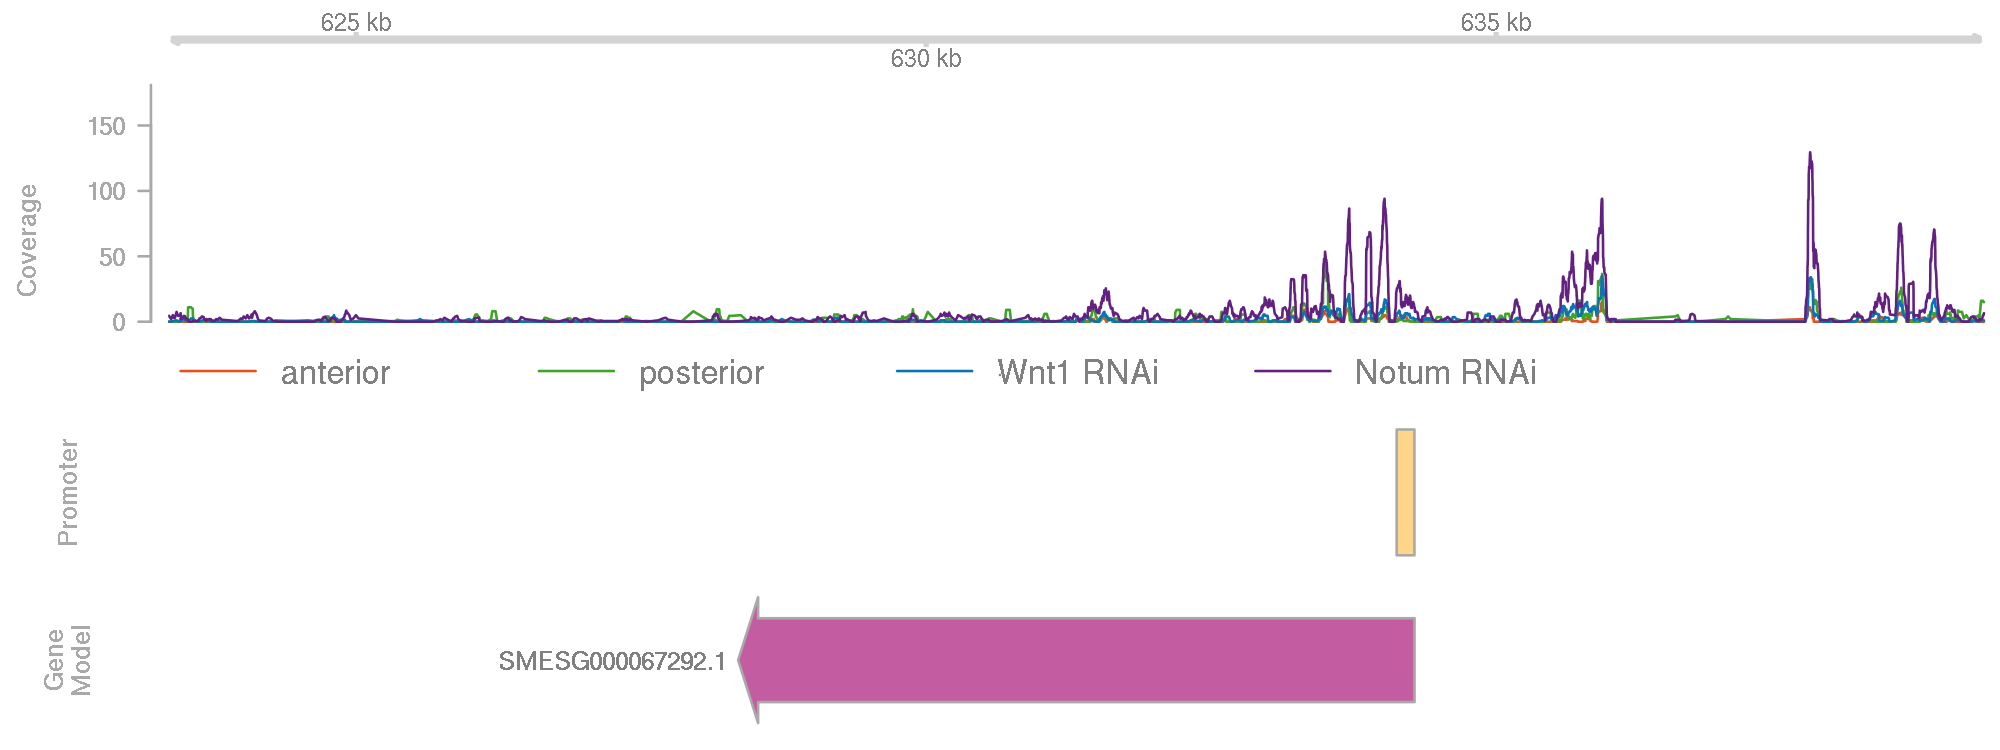 625 kb
635 kb
630 kb
Coverage
150
100
50
0
anterior posterior Wnt1 RNAi Notum RNAi
Promoter
Gene
Model
SMESG000067292.1